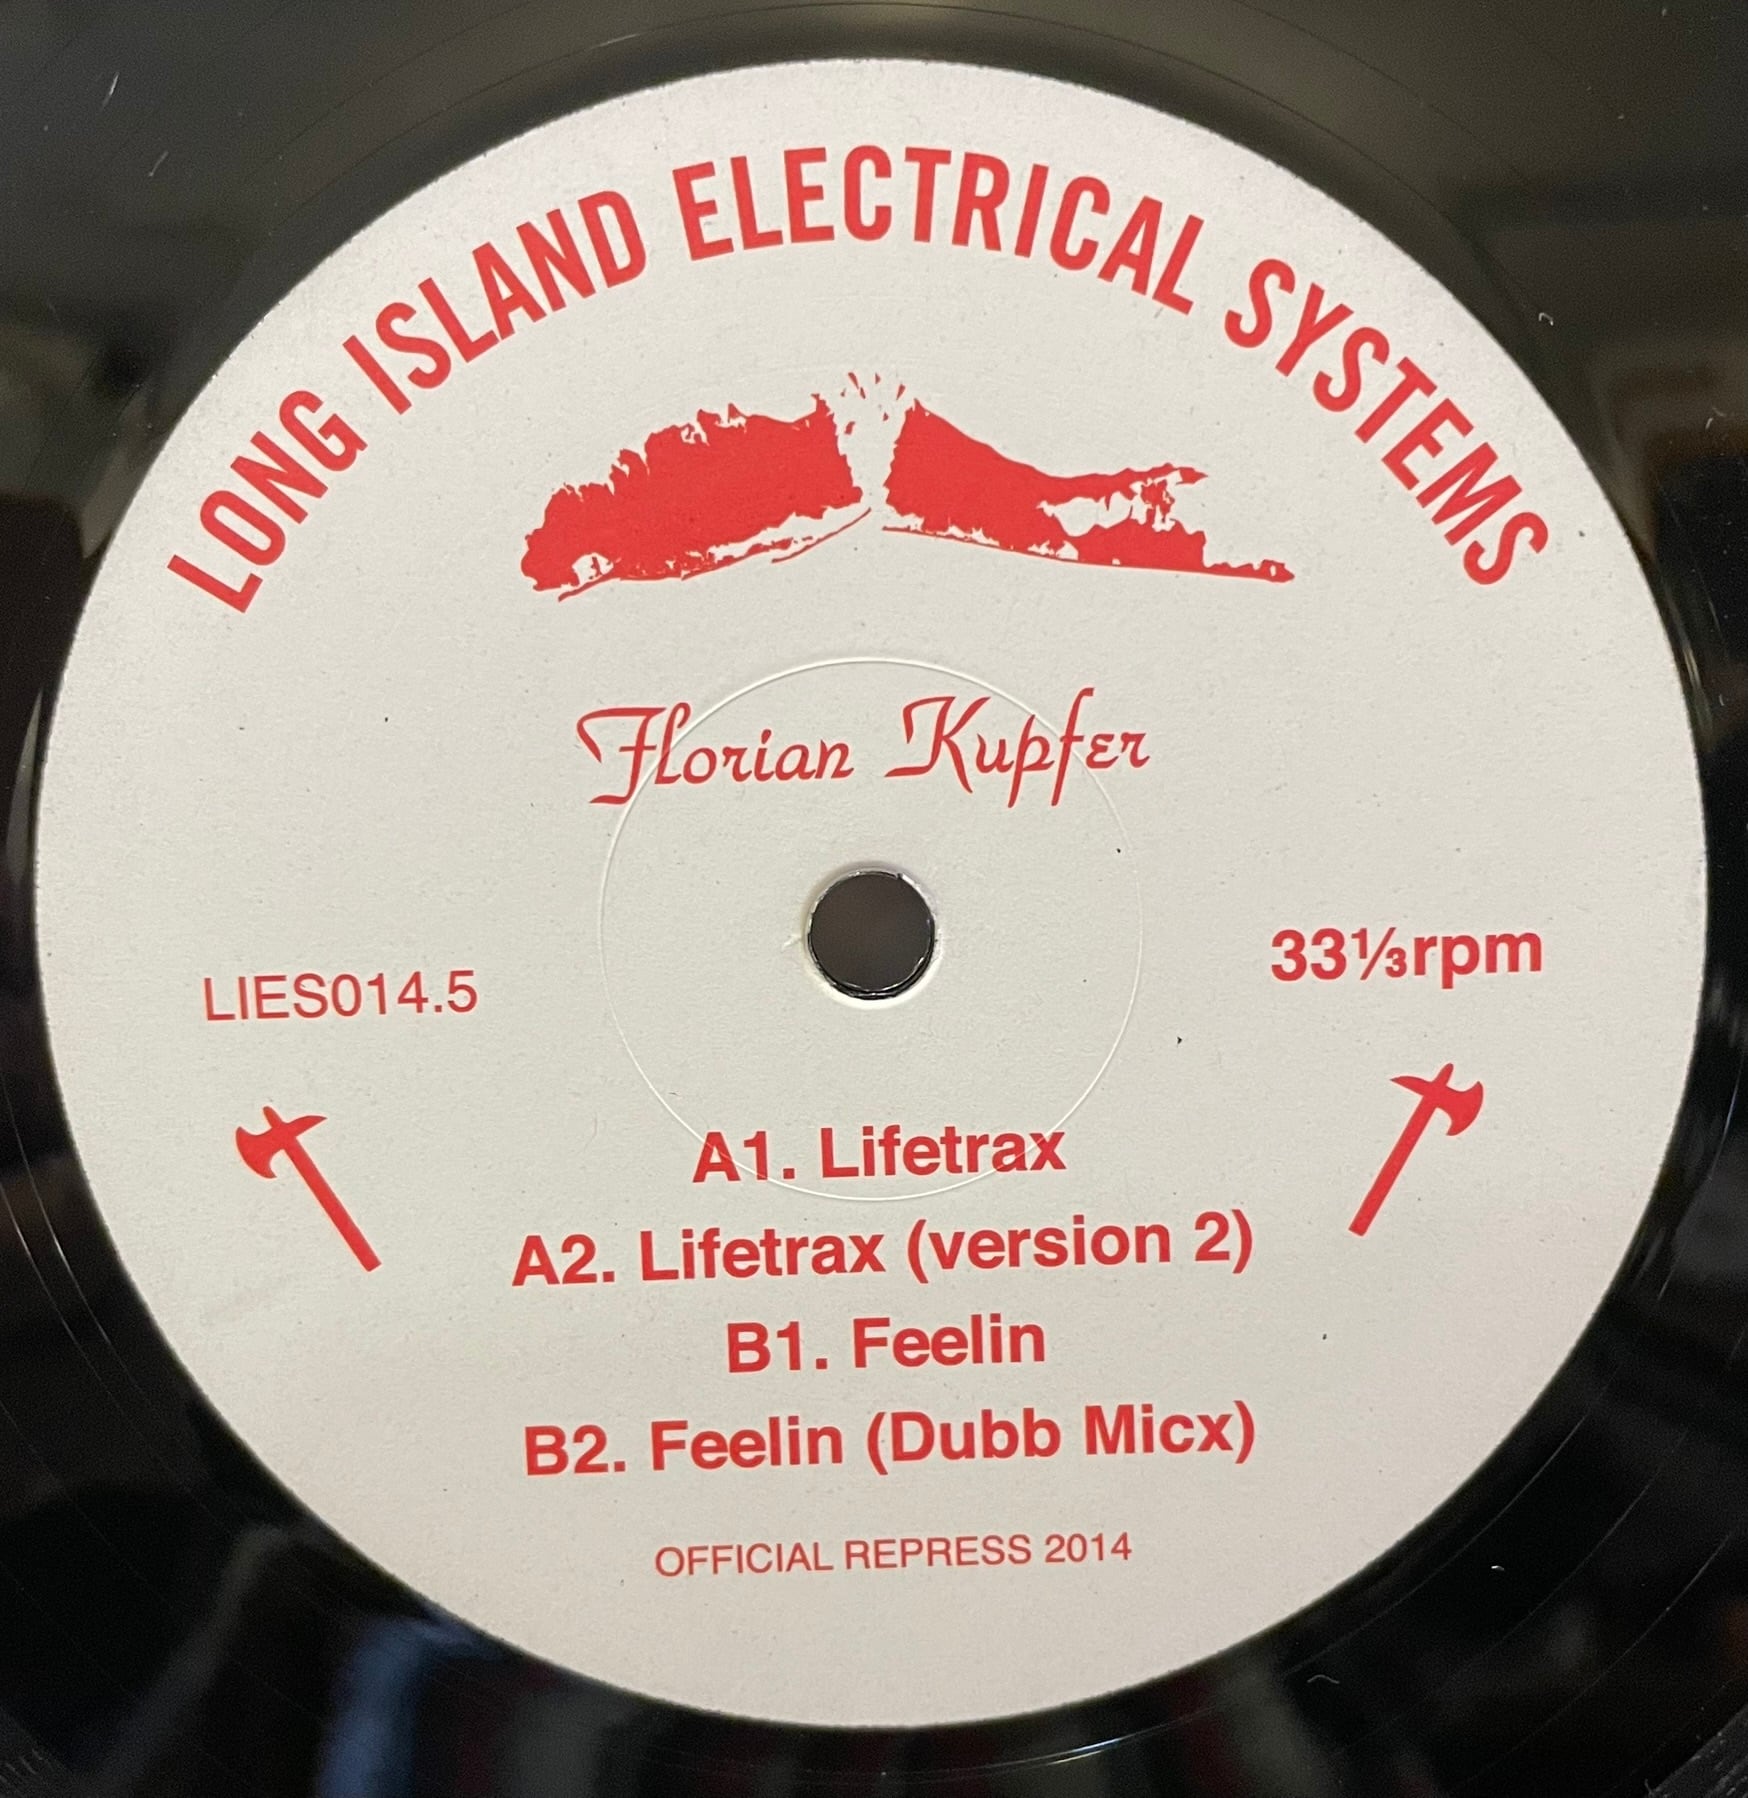 LONG ISLAND ELECTRICAL SYSTEMS
Florian Kupfer
LIES014.5
33⅓rpm
A1. Lifetrax
A2. Lifetrax (version 2)
B1. Feelin
B2. Feelin (Dubb Micx)
OFFICIAL REPRESS 2014